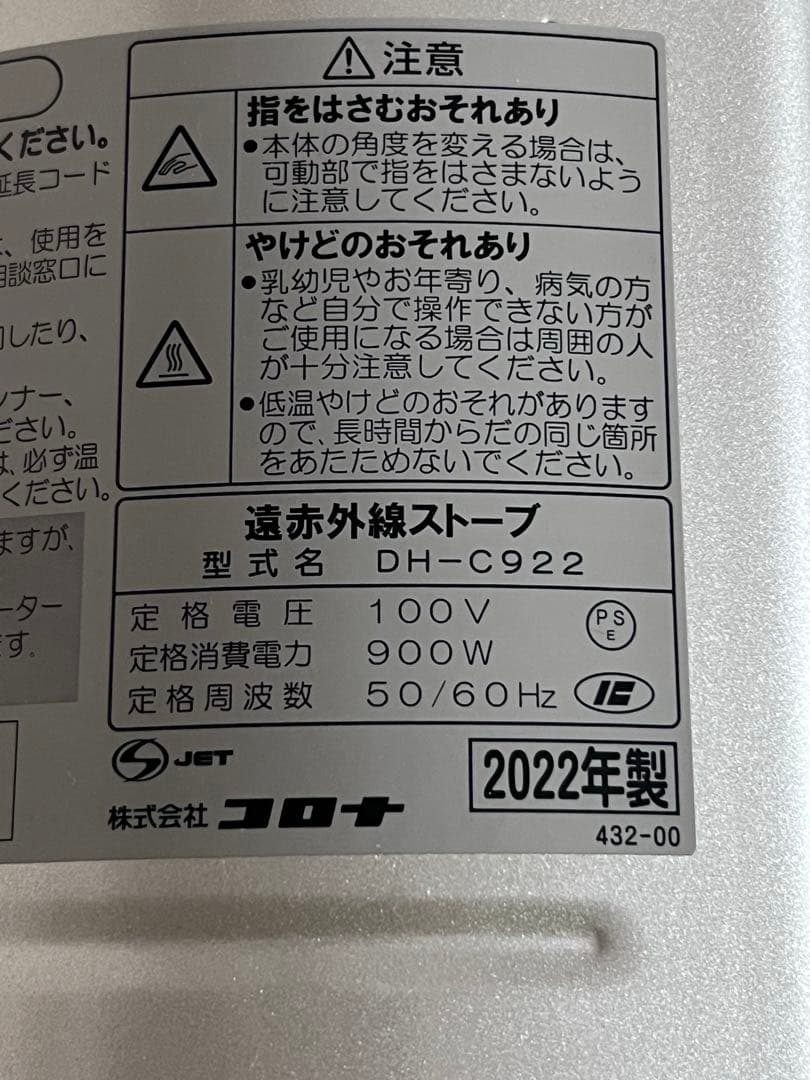 ください。
延長コード
、使用を
相談窓口に
したり、
ンナー、
ださい。
は、必ず温
ください。
ますが、
ーター
す。
注意
指をはさむおそれあり
●本体の角度を変える場合は、
可動部で指をはさまないよう
に注意してください。
やけどのおそれあり
●乳幼児やお年寄り、病気の方
など自分で操作できない方が
ご使用になる場合は周囲の人
が十分注意してください。
●低温やけどのおそれがあります
ので、長時間からだの同じ箇所
をあたためないでください。
遠赤外線ストーブ
型式名 DH-C922
定格電圧 100V
定格消費電力 900W
定格周波数 50/60Hz
PS
E
JET
株式会社 コロナ
2022年製
432-00